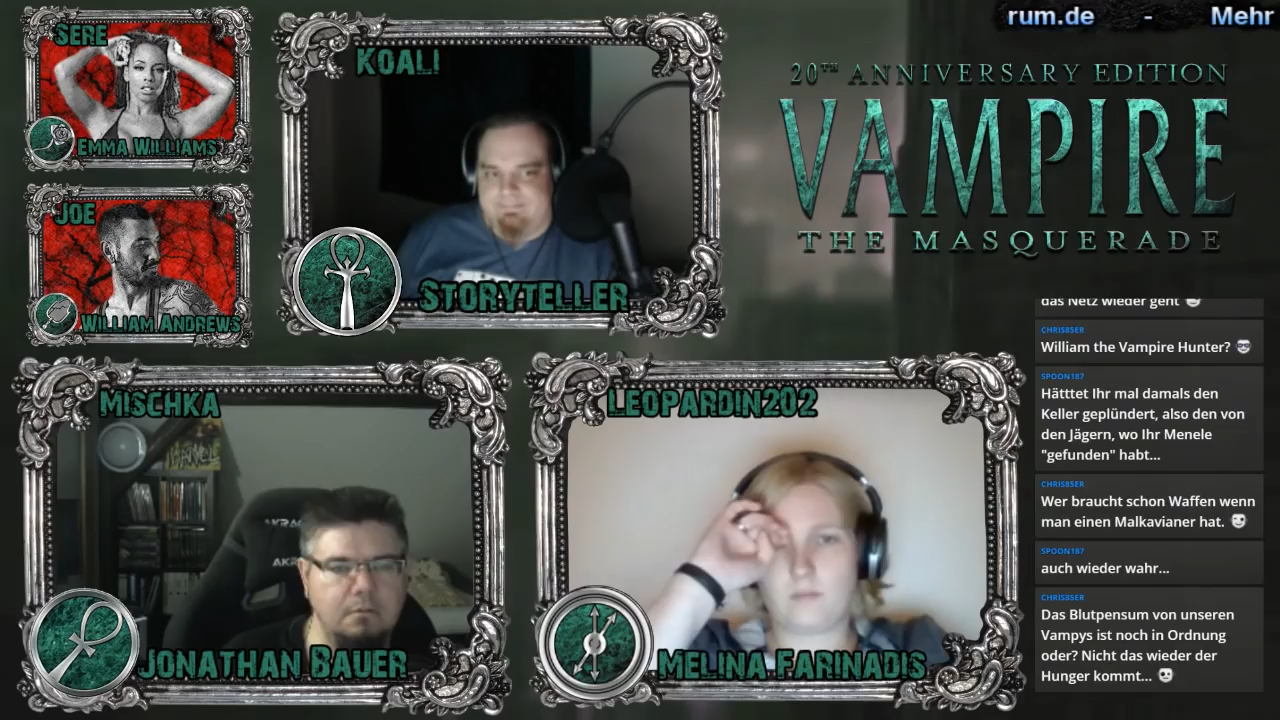 rum.de - Mehr
SERE
EMMA WILLIAMS
JOE
WILLIAM ANDREWS
KOALI
STORYTELLER
20TH ANNIVERSARY EDITION
VAMPIRE
THE MASQUERADE
MISCHKA
AKRACING
JONATHAN BAUER
LEOPARDIN202
MELINA FARINADIS
das Netz wieder geht
CHRIS85ER
William the Vampire Hunter?
SPOON187
Hätttet Ihr mal damals den
Keller geplündert, also den von
den Jägern, wo Ihr Menele
"gefunden" habt...
CHRIS85ER
Wer braucht schon Waffen wenn
man einen Malkavianer hat.
SPOON187
auch wieder wahr...
CHRIS85ER
Das Blutpensum von unseren
Vampys ist noch in Ordnung
oder? Nicht das wieder der
Hunger kommt...